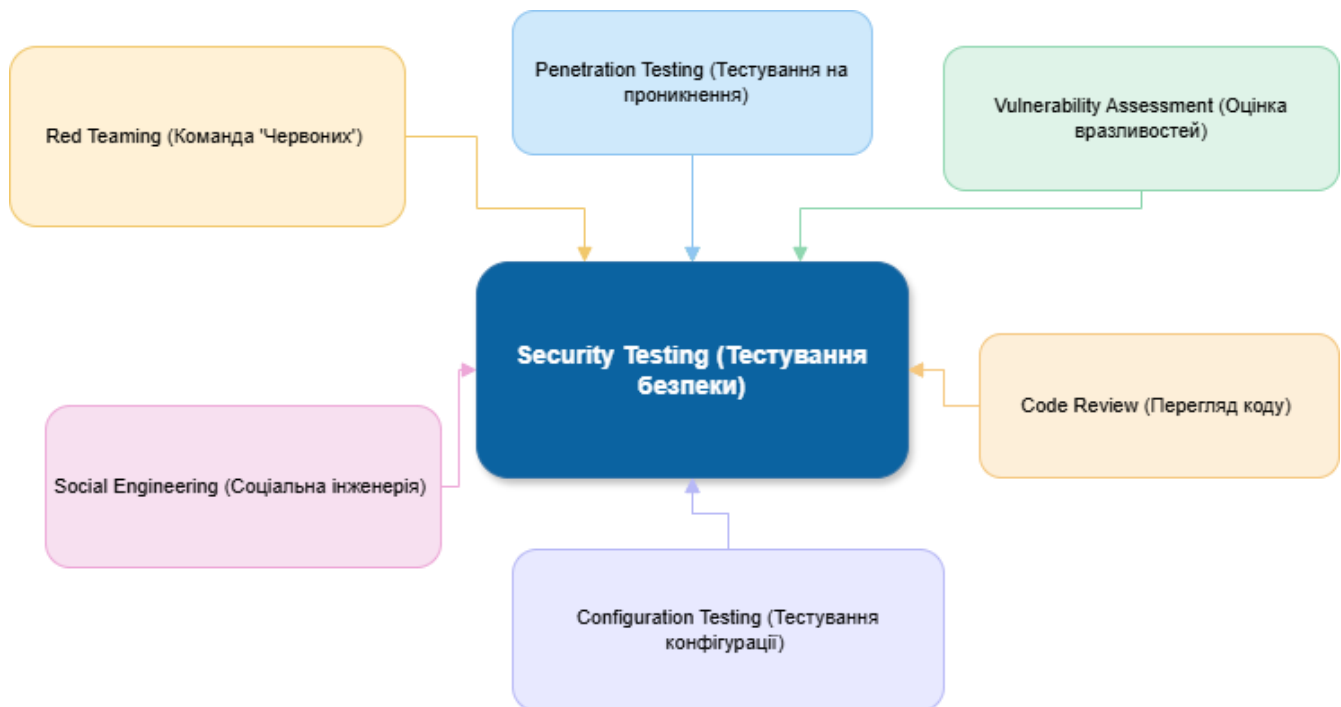 Penetration Testing (Тестування на
проникнення)
Red Teaming (Команда 'Червоних')
Vulnerability Assessment (Оцінка
вразливостей)
Security Testing (Тестування
безпеки)
Code Review (Перегляд коду)
Social Engineering (Соціальна інженерія)
Configuration Testing (Тестування
конфігурації)